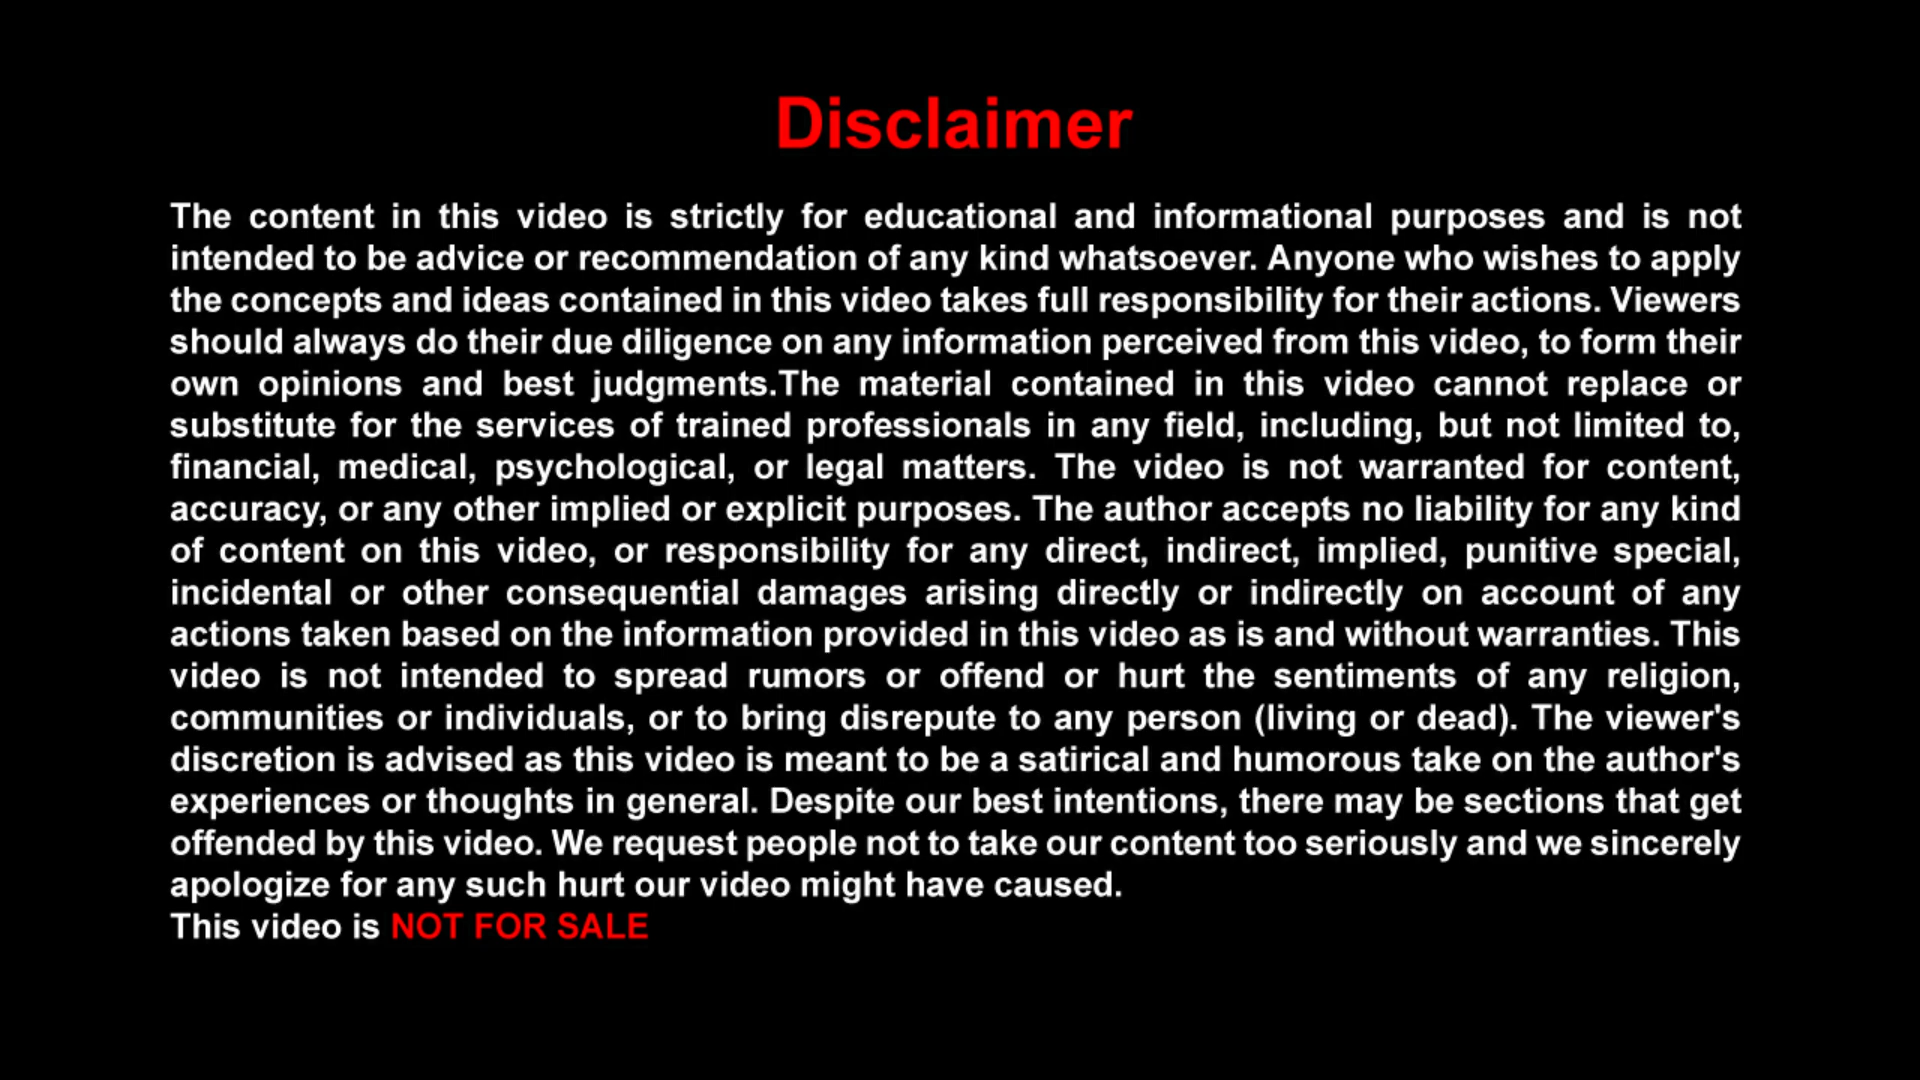 Disclaimer
The content in this video is strictly for educational and informational purposes and is not
intended to be advice or recommendation of any kind whatsoever. Anyone who wishes to apply
the concepts and ideas contained in this video takes full responsibility for their actions. Viewers
should always do their due diligence on any information perceived from this video, to form their
own opinions and best judgments.The material contained in this video cannot replace or
substitute for the services of trained professionals in any field, including, but not limited to,
financial, medical, psychological, or legal matters. The video is not warranted for content,
accuracy, or any other implied or explicit purposes. The author accepts no liability for any kind
of content on this video, or responsibility for any direct, indirect, implied, punitive special,
incidental or other consequential damages arising directly or indirectly on account of any
actions taken based on the information provided in this video as is and without warranties. This
video is not intended to spread rumors or offend or hurt the sentiments of any religion,
communities or individuals, or to bring disrepute to any person (living or dead). The viewer's
discretion is advised as this video is meant to be a satirical and humorous take on the author's
experiences or thoughts in general. Despite our best intentions, there may be sections that get
offended by this video. We request people not to take our content too seriously and we sincerely
apologize for any such hurt our video might have caused.
This video is NOT FOR SALE